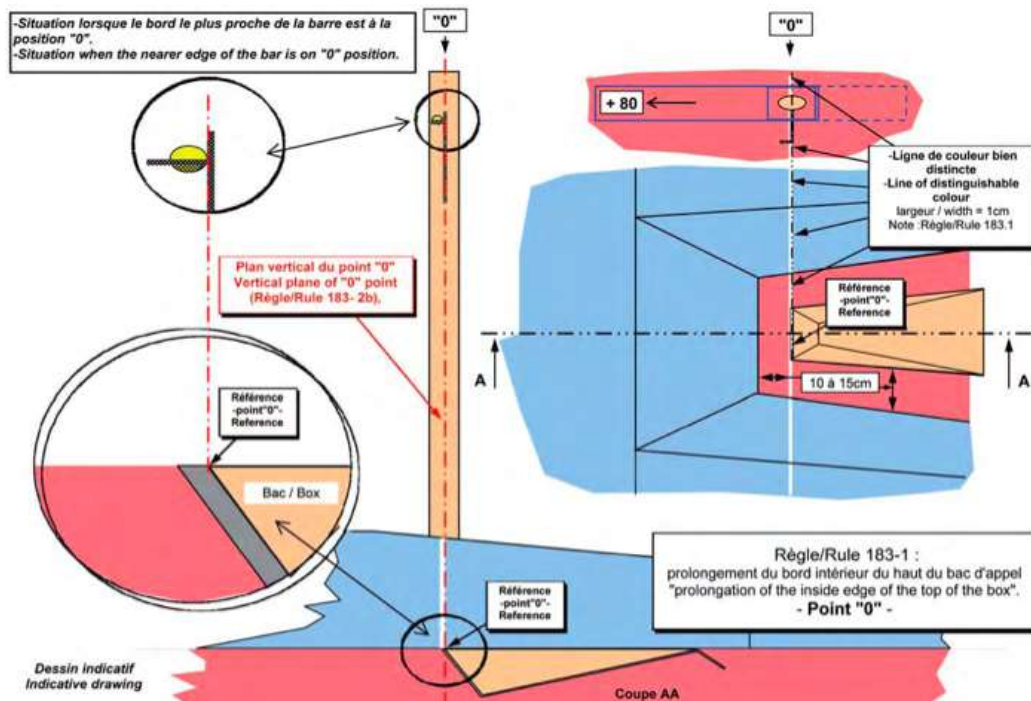 -Situation lorsque le bord le plus proche de la barre est à la
position "0".
-Situation when the nearer edge of the bar is on "0" position.
"0"
"0"
+ 80
-Ligne de couleur bien
distincte
-Line of distinguishable
colour
largeur / width = 1cm
Note :Règle/Rule 183.1
Plan vertical du point "0"
Vertical plane of "0" point
(Règle/Rule 183- 2b),
Référence
-point"0"-
Reference
A
A
10 à 15cm
Référence
-point"0"-
Reference
Bac / Box
Règle/Rule 183-1 :
prolongement du bord intérieur du haut du bac d'appel
"prolongation of the inside edge of the top of the box".
- Point "0" -
Référence
-point"0"-
Reference
Dessin indicatif
Indicative drawing
Coupe AA